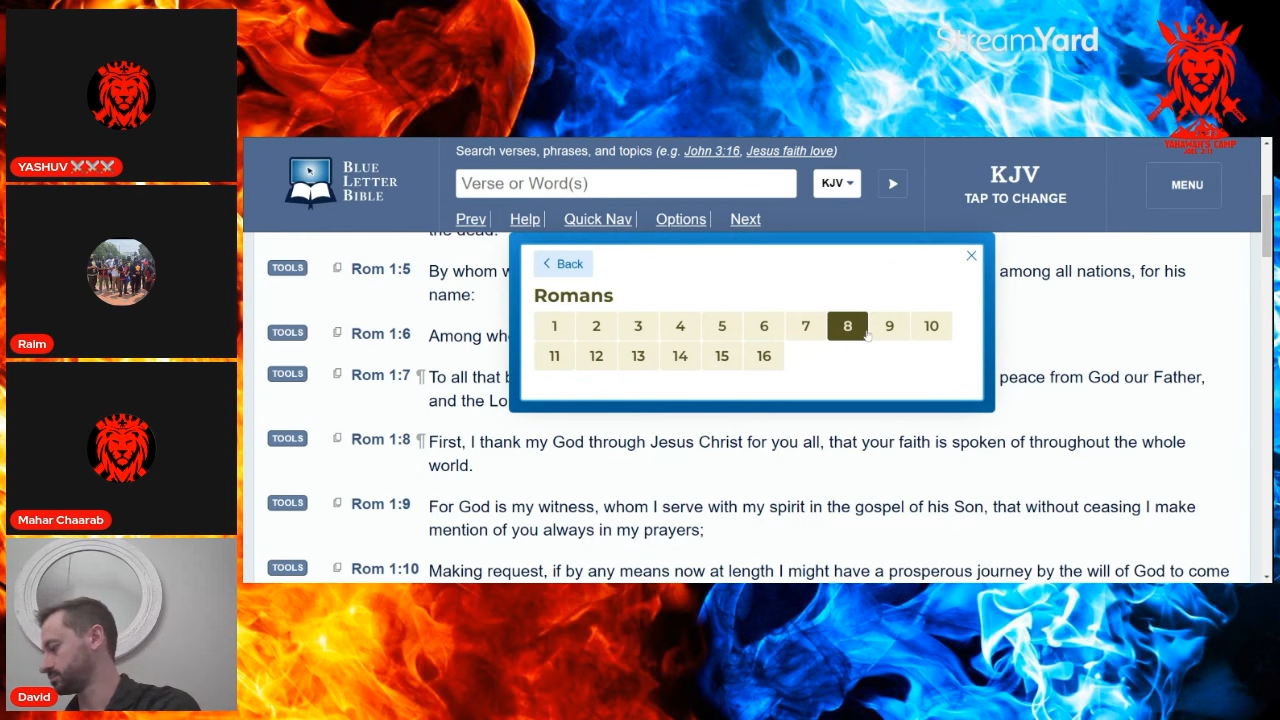 StreamYard
YAHAWAH'S CAMP
YASHUV
Raim
Mahar Chaarab
David
BLUE
LETTER
BIBLE
Search verses, phrases, and topics (e.g. John 3:16, Jesus faith love)
Verse or Word(s)
KJV
Prev
Help
Quick Nav
Options
Next
KJV
TAP TO CHANGE
MENU
the dead:
TOOLS Rom 1:5 By whom w among all nations, for his
name:
TOOLS Rom 1:6 Among wh
TOOLS Rom 1:7 ¶ To all that peace from God our Father,
and the Lo
TOOLS Rom 1:8 ¶ First, I thank my God through Jesus Christ for you all, that your faith is spoken of throughout the whole
world.
TOOLS Rom 1:9 For God is my witness, whom I serve with my spirit in the gospel of his Son, that without ceasing I make
mention of you always in my prayers;
TOOLS Rom 1:10 Making request, if by any means now at length I might have a prosperous journey by the will of God to come
Back
Romans
1 2 3 4 5 6 7 8 9 10
11 12 13 14 15 16